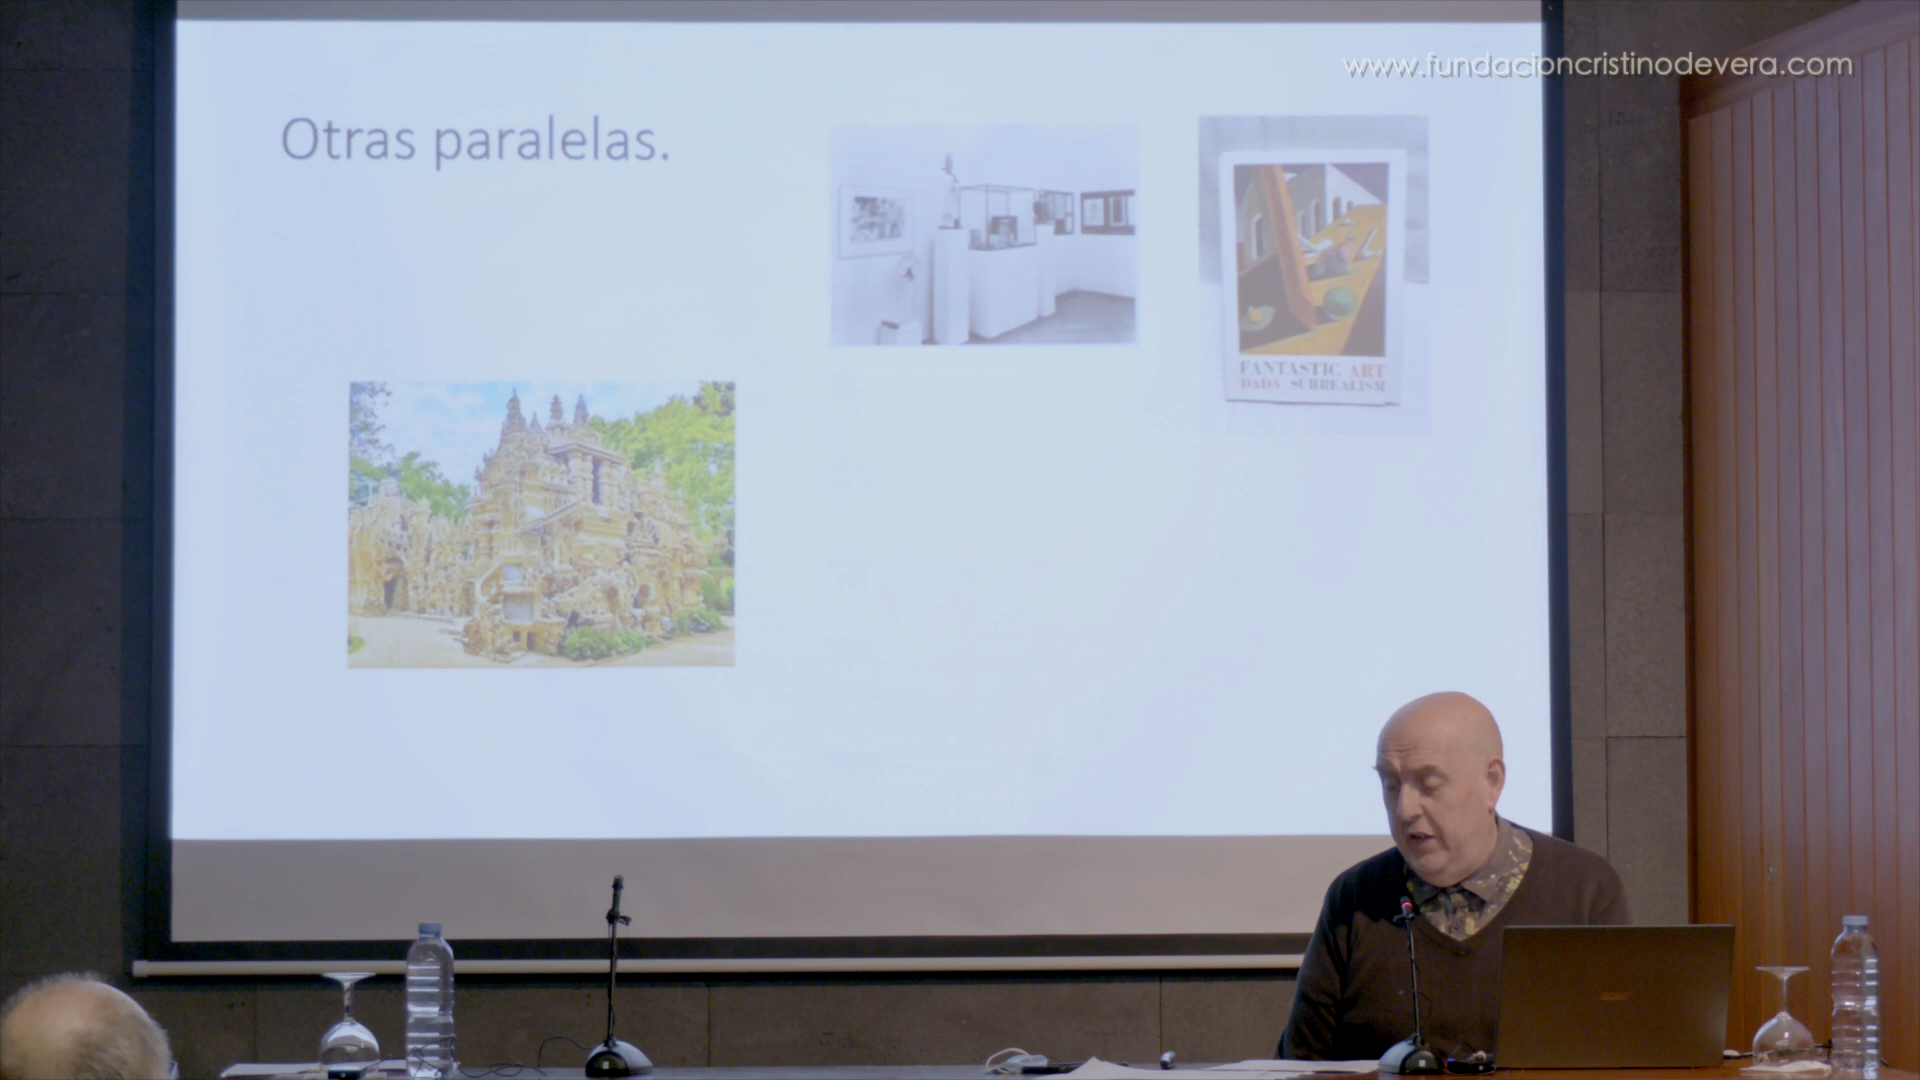 www.fundacioncristinodevera.com
Otras paralelas.
FANTASTIC ART
DADA SURREALISM